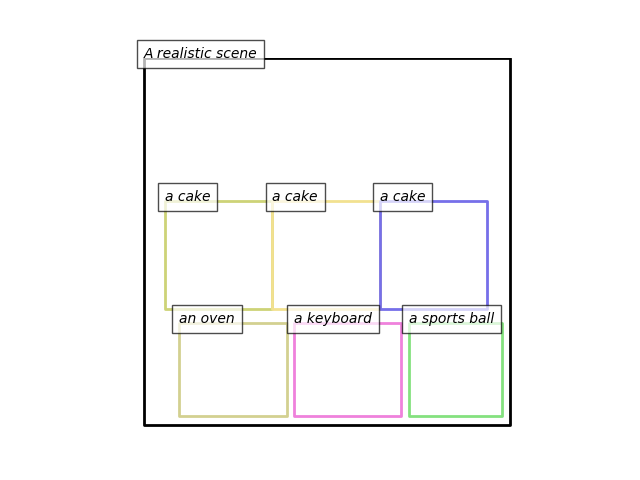 A realistic scene
a cake
a cake
a cake
an oven
a keyboard
a sports ball